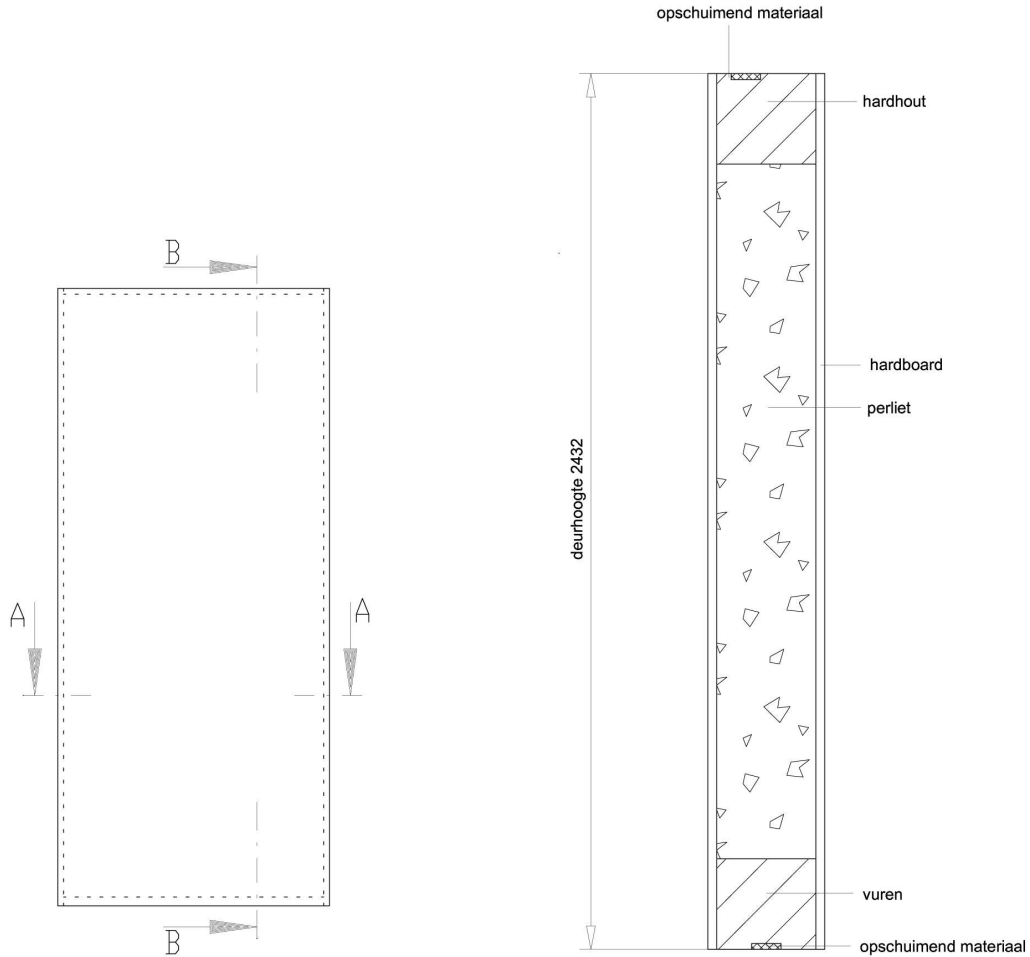 opschuimend materiaal
hardhout
B
hardboard
perliet
deurhoogte 2432
A
A
vuren
B
opschuimend materiaal